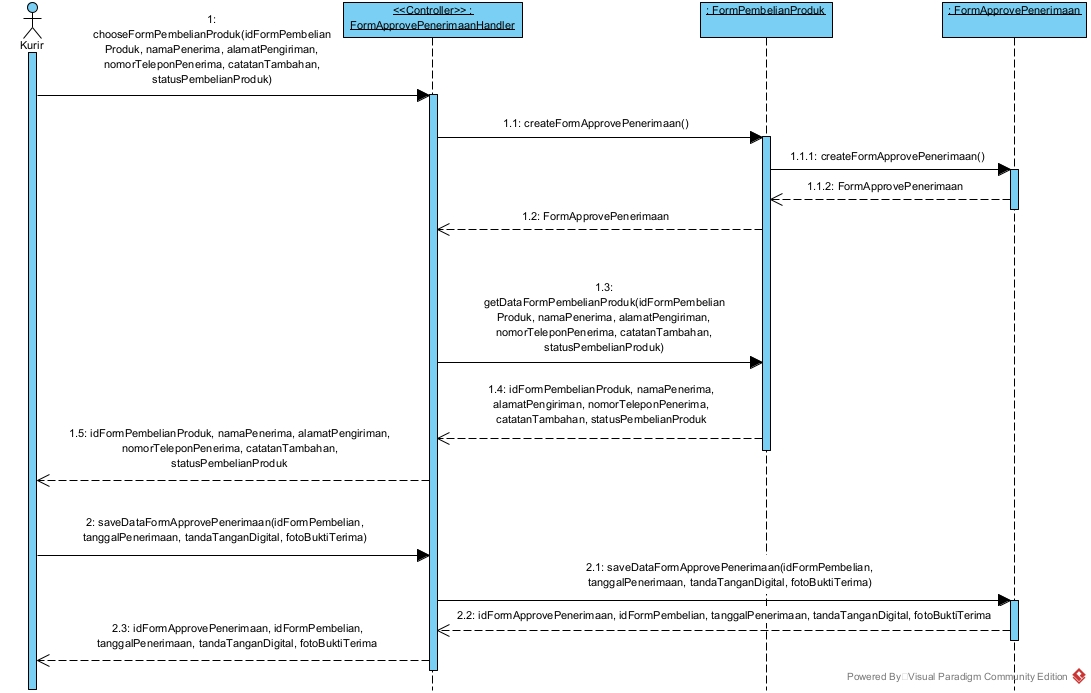 Kurir
<<Controller>> :
FormApprovePenerimaanHandler
: FormPembelianProduk
: FormApprovePenerimaan
1:
chooseFormPembelianProduk(idFormPembelian
Produk, namaPenerima, alamatPengiriman,
nomorTeleponPenerima, catatanTambahan,
statusPembelianProduk)
1.1: createFormApprovePenerimaan()
1.1.1: createFormApprovePenerimaan()
1.1.2: FormApprovePenerimaan
1.2: FormApprovePenerimaan
1.3:
getDataFormPembelianProduk(idFormPembelian
Produk, namaPenerima, alamatPengiriman,
nomorTeleponPenerima, catatanTambahan,
statusPembelianProduk)
1.4: idFormPembelianProduk, namaPenerima,
alamatPengiriman, nomorTeleponPenerima,
catatanTambahan, statusPembelianProduk
1.5: idFormPembelianProduk, namaPenerima, alamatPengiriman,
nomorTeleponPenerima, catatanTambahan,
statusPembelianProduk
2: saveDataFormApprovePenerimaan(idFormPembelian,
tanggalPenerimaan, tandaTanganDigital, fotoBuktiTerima)
2.1: saveDataFormApprovePenerimaan(idFormPembelian,
tanggalPenerimaan, tandaTanganDigital, fotoBuktiTerima)
2.2: idFormApprovePenerimaan, idFormPembelian, tanggalPenerimaan, tandaTanganDigital, fotoBuktiTerima
2.3: idFormApprovePenerimaan, idFormPembelian,
tanggalPenerimaan, tandaTanganDigital, fotoBuktiTerima
Powered By Visual Paradigm Community Edition